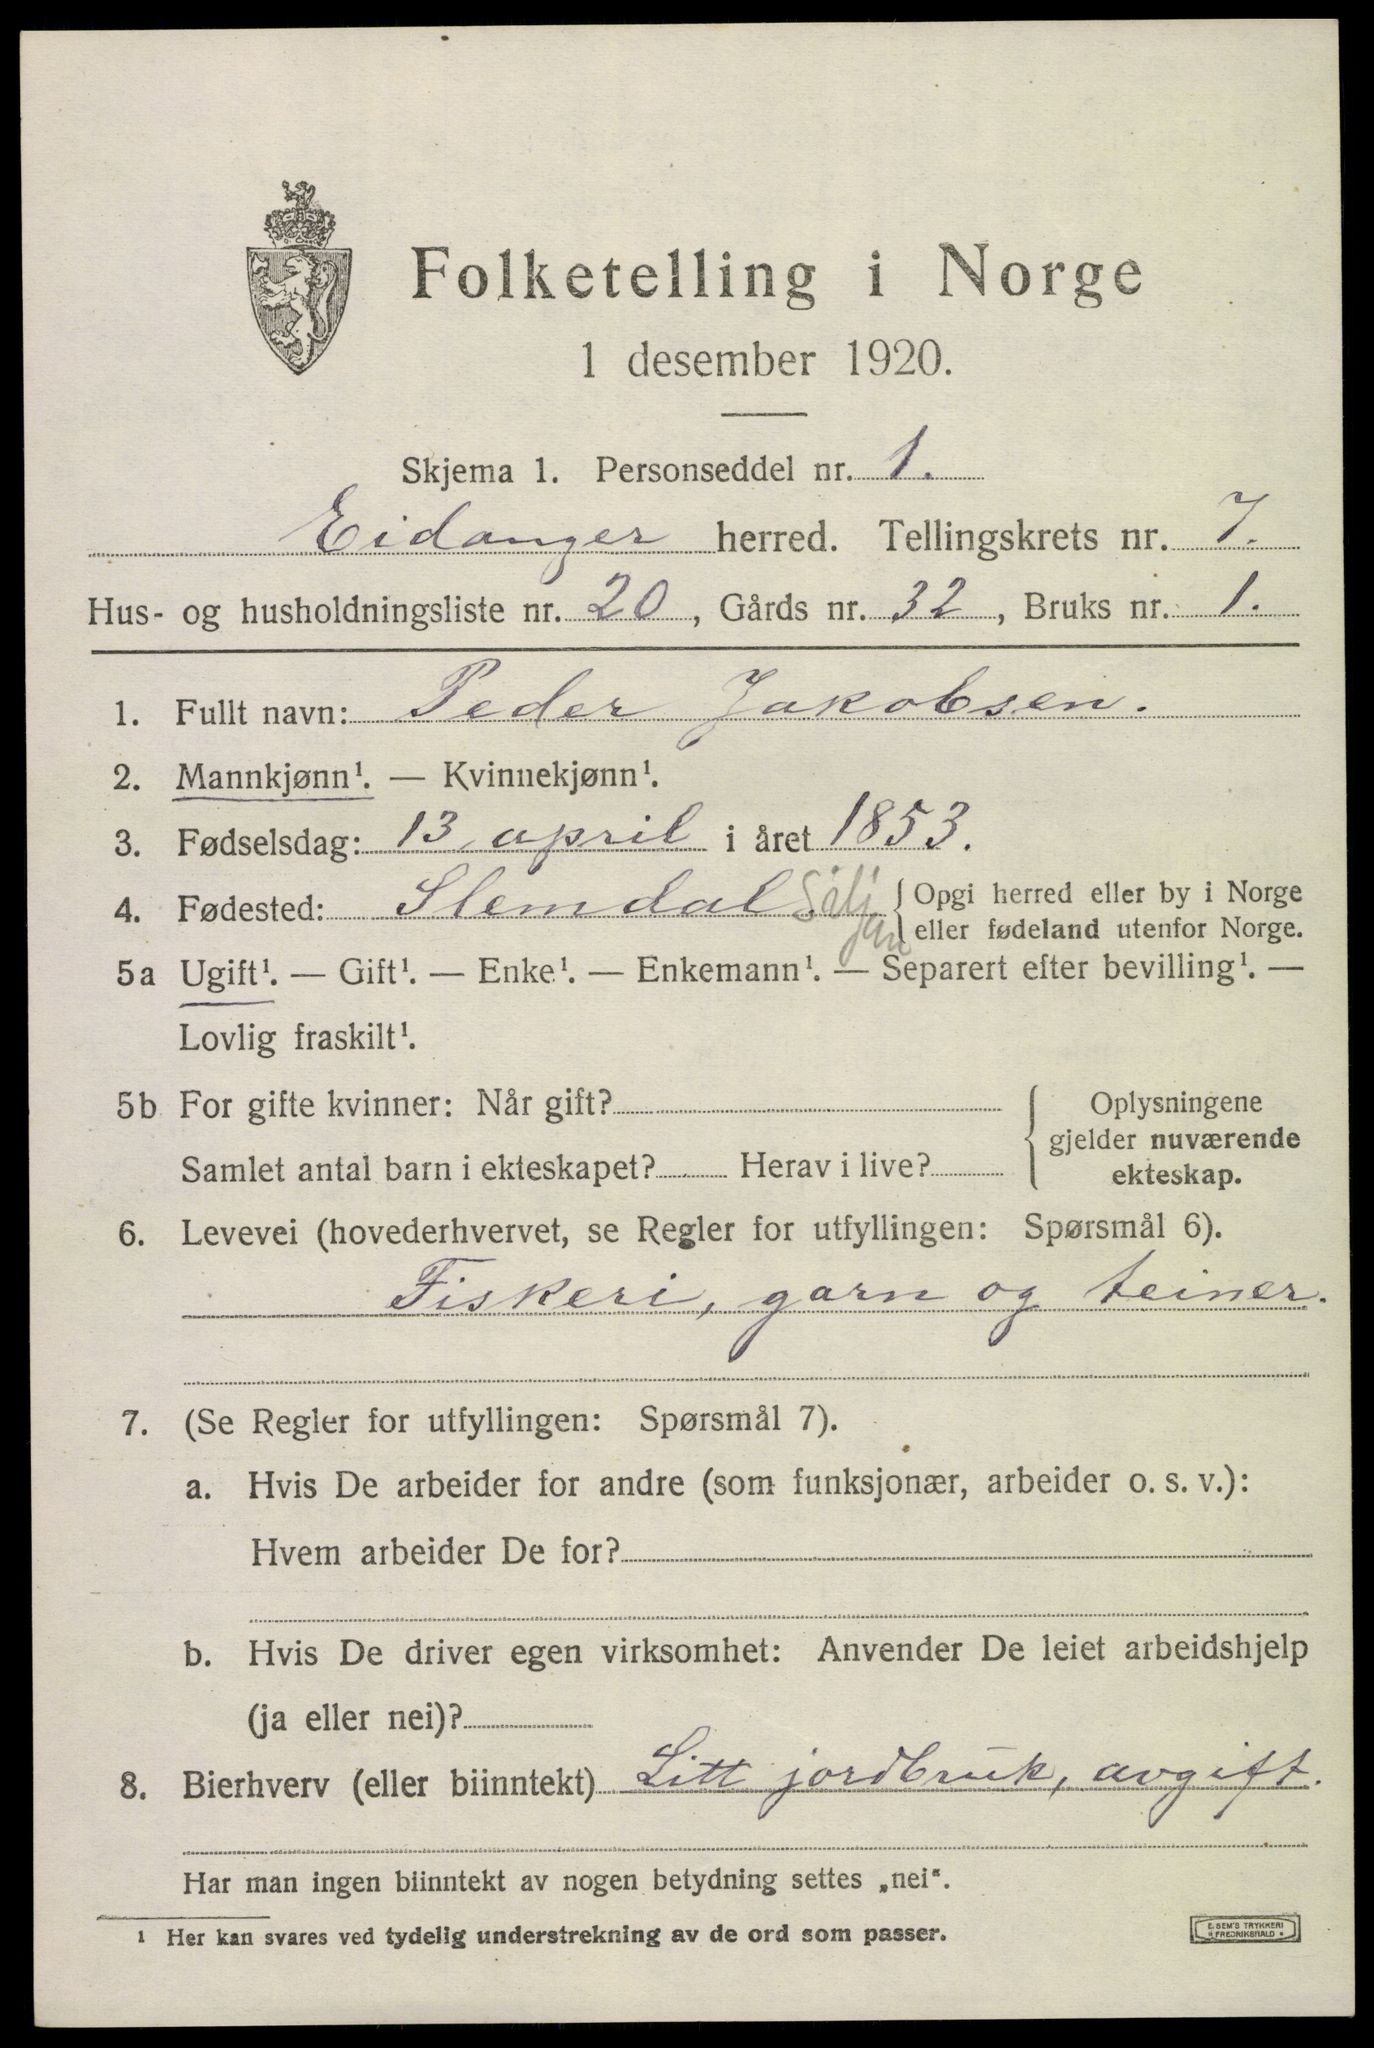 Folketelling i Norge
1 desember 1920.
Skjema 1. Personseddel nr. 1.
Eidanger herred. Tellingskrets nr. 7.
Hus- og husholdningsliste nr. 20, Gårds nr. 32, Bruks nr. 1.
1. Fullt navn: Peder Jakobsen.
2. Mannkjønn¹. — Kvinnekjønn¹.
3. Fødselsdag: 13 april i året 1853.
4. Fødested: Slemdal. Siljan { Opgi herred eller by i Norge
eller fødeland utenfor Norge.
5a Ugift¹. — Gift¹. — Enke¹. — Enkemann¹. — Separert efter bevilling¹. —
Lovlig fraskilt¹.
5b For gifte kvinner: Når gift?
Samlet antal barn i ekteskapet? Herav i live?
Oplysningene
gjelder nuværende
ekteskap.
6. Levevei (hovederhvervet, se Regler for utfyllingen: Spørsmål 6).
Fiskeri, garn og teiner.
7. (Se Regler for utfyllingen: Spørsmål 7).
a. Hvis De arbeider for andre (som funksjonær, arbeider o. s. v.):
Hvem arbeider De for?
b. Hvis De driver egen virksomhet: Anvender De leiet arbeidshjelp
(ja eller nei)?
8. Bierhverv (eller biinntekt) Litt jordbruk, avgift.
Har man ingen biinntekt av nogen betydning settes „nei“.
¹ Her kan svares ved tydelig understrekning av de ord som passer.
E. SEM'S TRYKKERI
FREDRIKSHALD